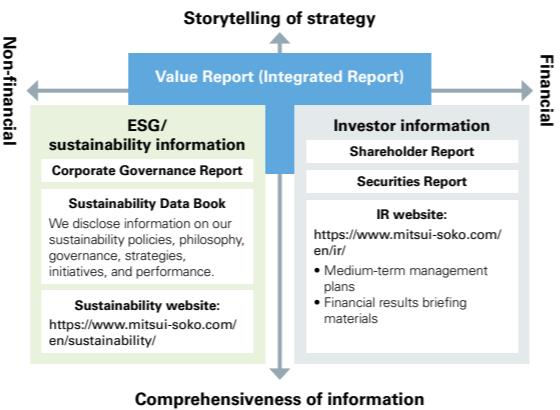 Storytelling of strategy
Non-financial
Financial
Value Report (Integrated Report)
ESG/
sustainability information
Corporate Governance Report
Sustainability Data Book
We disclose information on our
sustainability policies, philosophy,
governance, strategies,
initiatives, and performance.
Sustainability website:
https://www.mitsui-soko.com/
en/sustainability/
Investor information
Shareholder Report
Securities Report
IR website:
https://www.mitsui-soko.com/
en/ir/
• Medium-term management
plans
• Financial results briefing
materials
Comprehensiveness of information